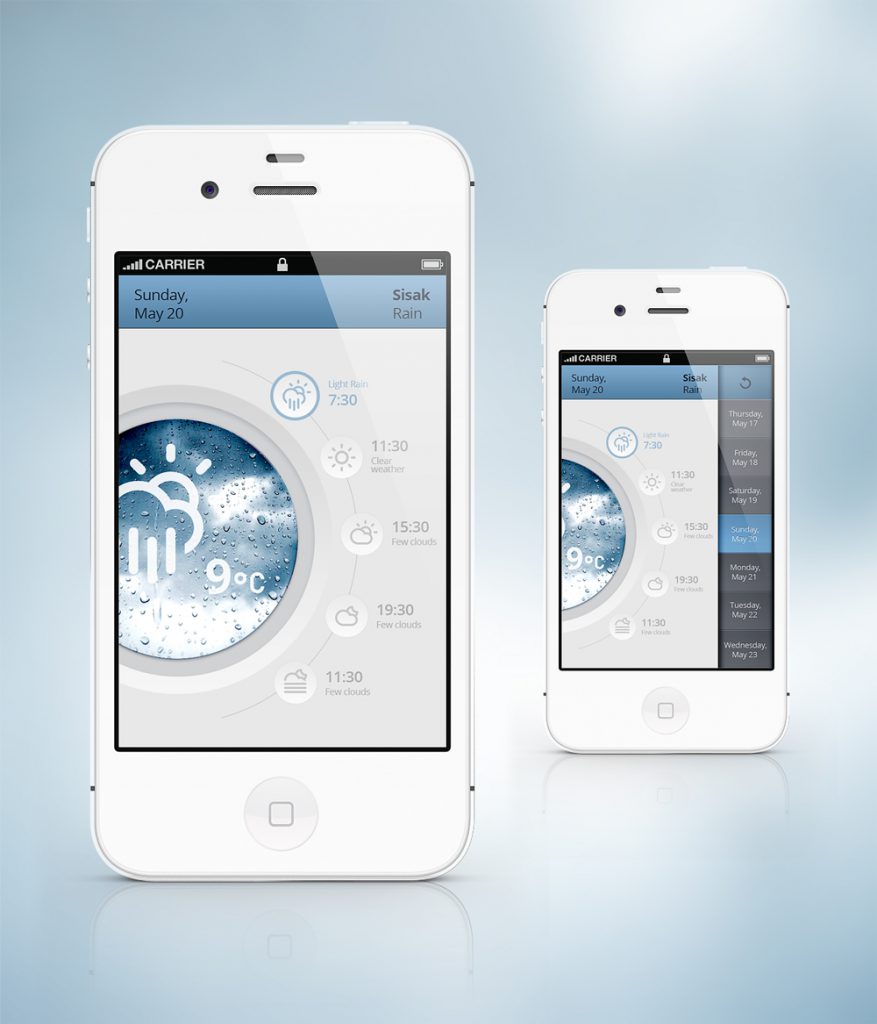 CARRIER
Sunday,
May 20
Sisak
Rain
Light Rain
7:30
11:30
Clear
weather
15:30
Few clouds
19:30
Few clouds
11:30
Few clouds
9°C
CARRIER
Sunday,
May 20
Sisak
Rain
Light Rain
7:30
11:30
Clear
weather
15:30
Few clouds
19:30
Few clouds
11:30
Few clouds
9°C
Thursday,
May 17
Friday,
May 18
Saturday,
May 19
Sunday,
May 20
Monday,
May 21
Tuesday,
May 22
Wednesday,
May 23